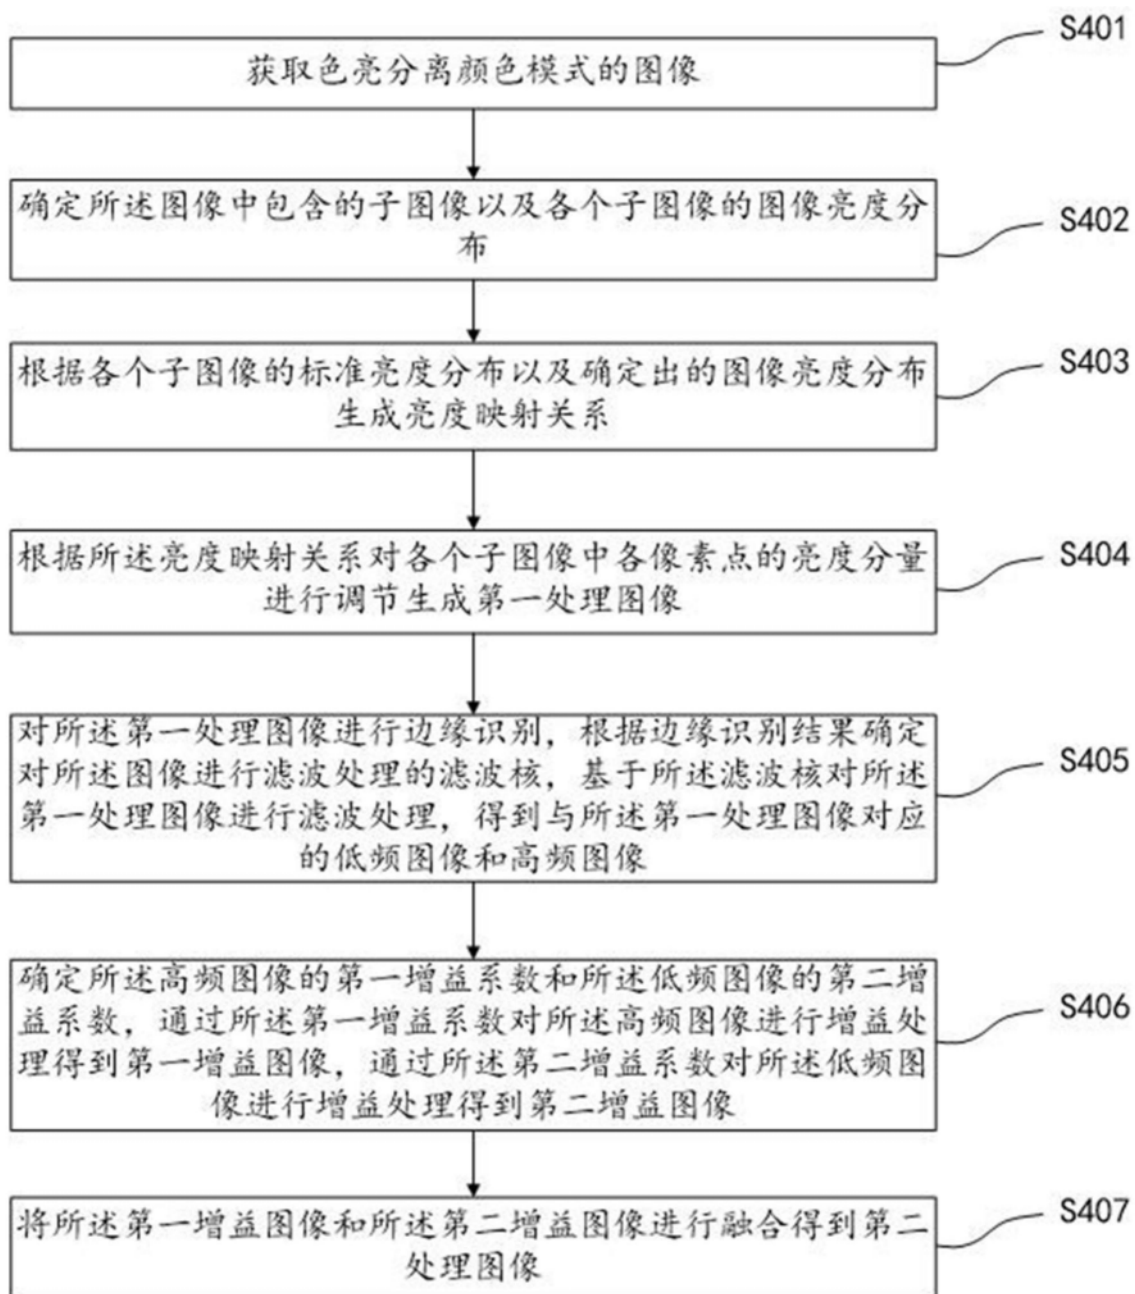 S401
获取色亮分离颜色模式的图像
确定所述图像中包含的子图像以及各个子图像的图像亮度分
布
S402
根据各个子图像的标准亮度分布以及确定出的图像亮度分布
生成亮度映射关系
S403
根据所述亮度映射关系对各个子图像中各像素点的亮度分量
进行调节生成第一处理图像
S404
对所述第一处理图像进行边缘识别，根据边缘识别结果确定
对所述图像进行滤波处理的滤波核，基于所述滤波核对所述
第一处理图像进行滤波处理，得到与所述第一处理图像对应
的低频图像和高频图像
S405
确定所述高频图像的第一增益系数和所述低频图像的第二增
益系数，通过所述第一增益系数对所述高频图像进行增益处
理得到第一增益图像，通过所述第二增益系数对所述低频图
像进行增益处理得到第二增益图像
S406
将所述第一增益图像和所述第二增益图像进行融合得到第二
处理图像
S407